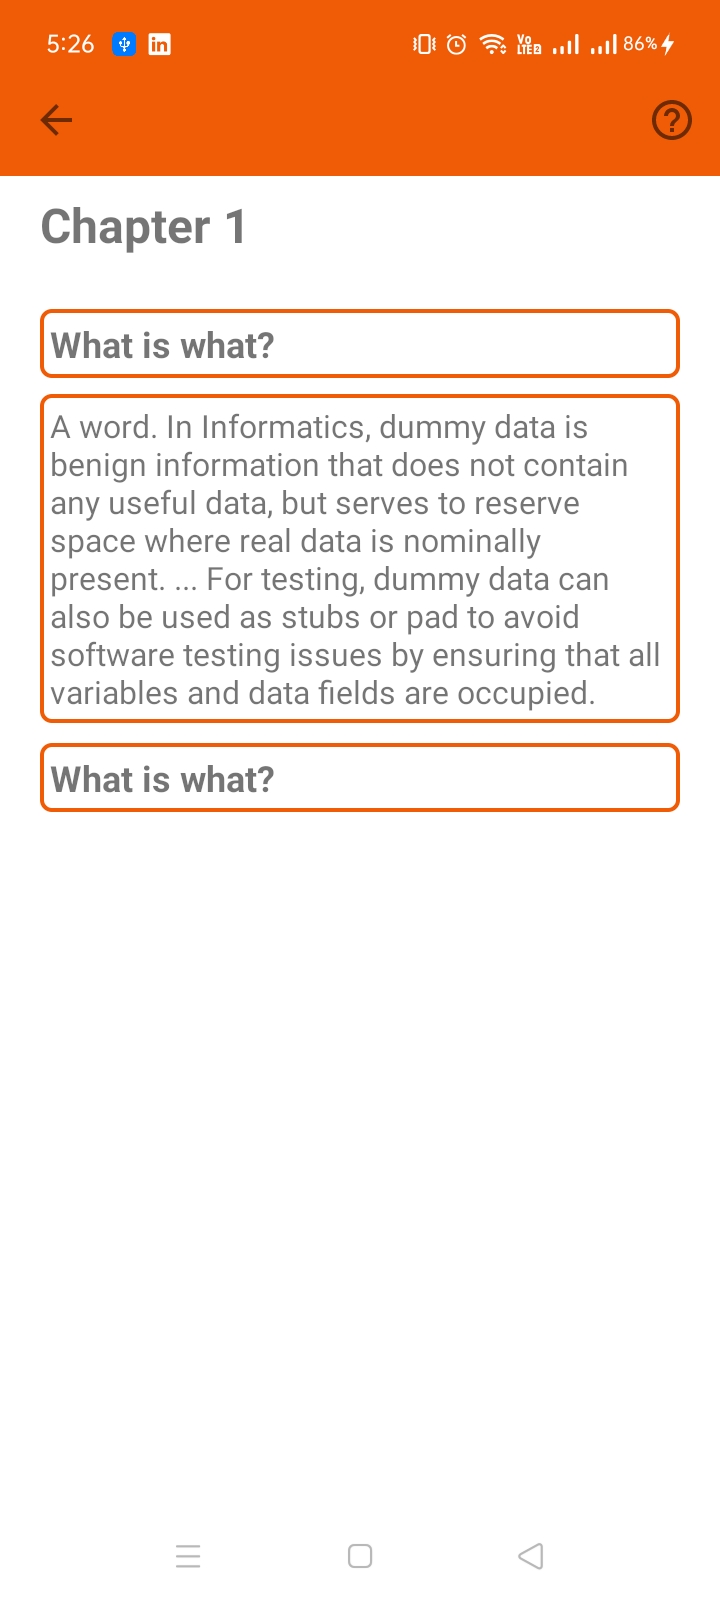 5:26 in Vo LTE2 86%
Chapter 1
What is what?
A word. In Informatics, dummy data is
benign information that does not contain
any useful data, but serves to reserve
space where real data is nominally
present. ... For testing, dummy data can
also be used as stubs or pad to avoid
software testing issues by ensuring that all
variables and data fields are occupied.
What is what?